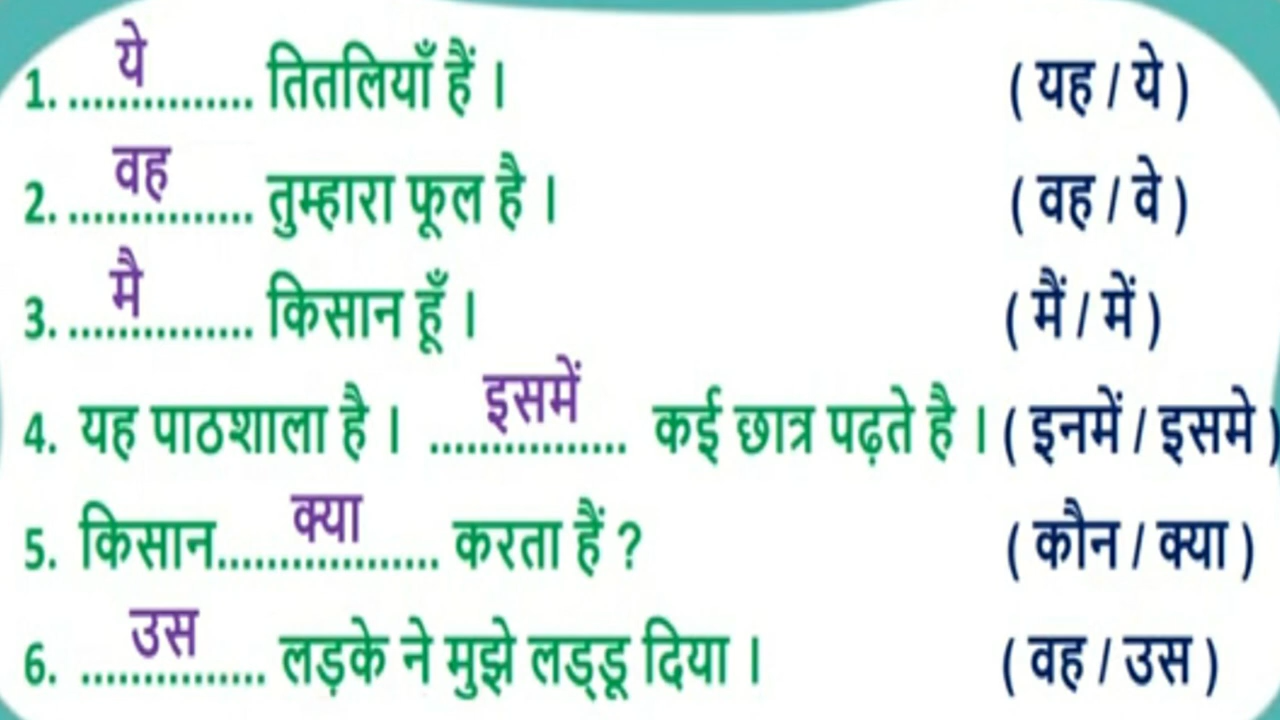 1. ये ............... तितलियाँ हैं । ( यह / ये )
2. वह ............... तुम्हारा फूल है । ( वह / वे )
3. मै ............... किसान हूँ । ( मैं / में )
4. यह पाठशाला है । इसमें ................ कई छात्र पढ़ते है । ( इनमें / इसमे )
5. किसान क्या .................. करता हैं ? ( कौन / क्या )
6. उस ............... लड़के ने मुझे लड्डू दिया । ( वह / उस )